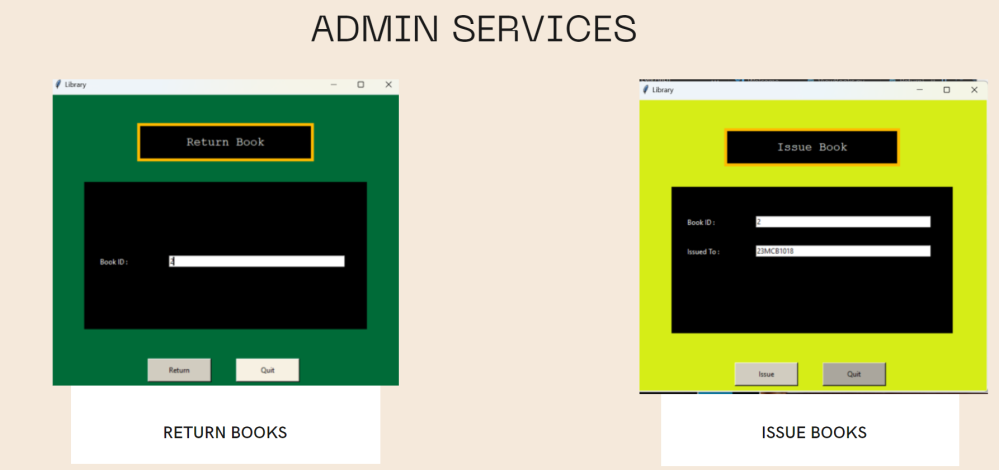 ADMIN SERVICES
Library
Return Book
Book ID :
2
Return
Quit
RETURN BOOKS
Library
Issue Book
Book ID :
2
Issued To :
23MCB1018
Issue
Quit
ISSUE BOOKS